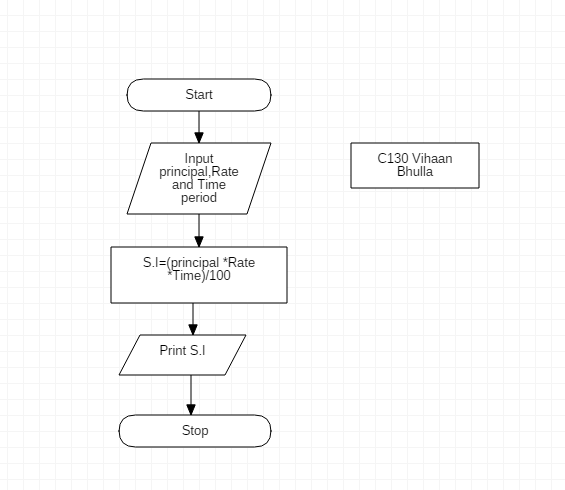 Start
Input
principal,Rate
and Time
period
C130 Vihaan
Bhulla
S.I=(principal *Rate
*Time)/100
Print S.I
Stop